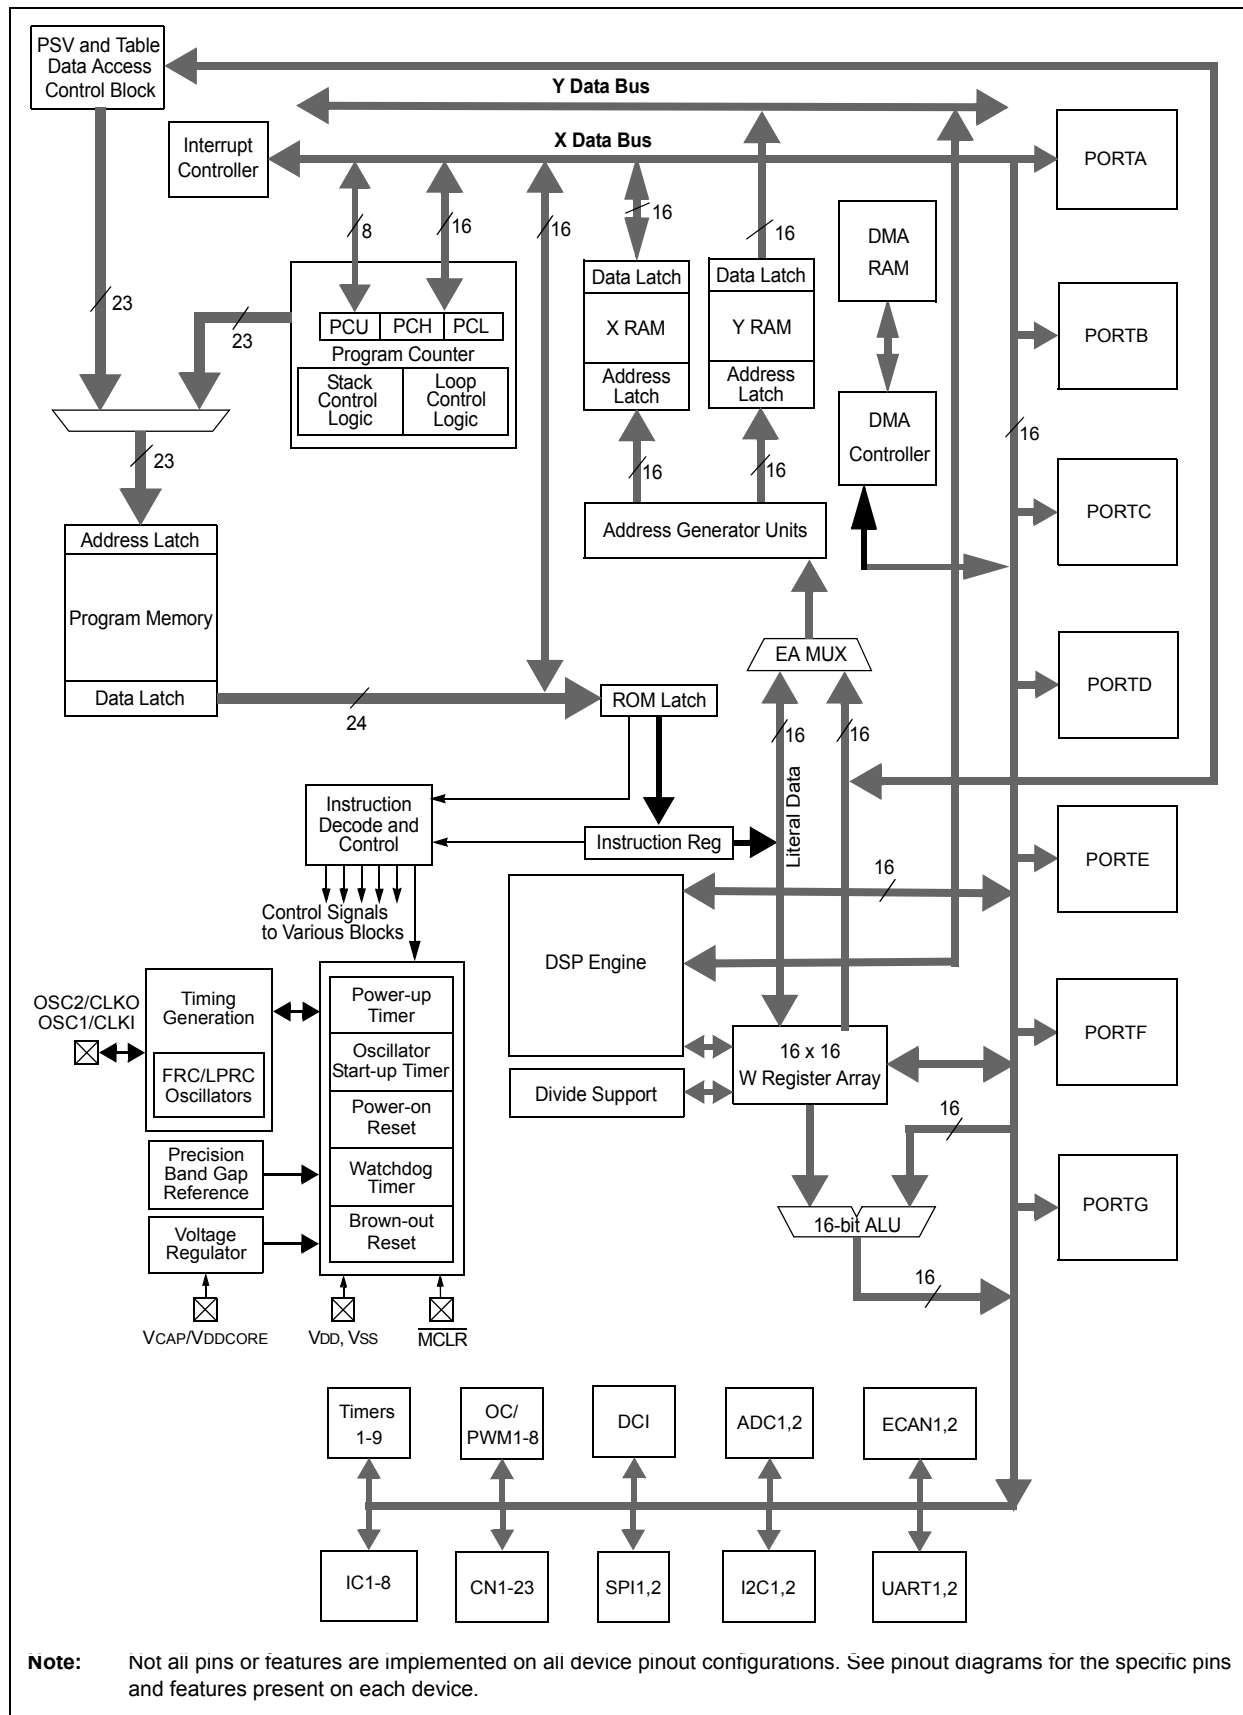 PSV and Table
Data Access
Control Block
Y Data Bus
Interrupt
Controller
X Data Bus
PORTA
8
16
16
16
16
DMA
RAM
23
23
Data Latch
X RAM
Address
Latch
Data Latch
Y RAM
Address
Latch
PCU
PCH
PCL
Program Counter
Stack
Control
Logic
Loop
Control
Logic
PORTB
DMA
Controller
16
23
16
16
PORTC
Address Latch
Program Memory
Data Latch
Address Generator Units
EA MUX
PORTD
24
ROM Latch
16
16
Literal Data
Instruction
Decode and
Control
Instruction Reg
PORTE
16
Control Signals
to Various Blocks
DSP Engine
OSC2/CLKO
OSC1/CLKI
Timing
Generation
FRC/LPRC
Oscillators
Power-up
Timer
Oscillator
Start-up Timer
Power-on
Reset
Watchdog
Timer
Brown-out
Reset
16 x 16
W Register Array
PORTF
Divide Support
16
Precision
Band Gap
Reference
Voltage
Regulator
16-bit ALU
PORTG
16
VCAP/VDDCORE
VDD, VSS
MCLR
Timers
1-9
OC/
PWM1-8
DCI
ADC1,2
ECAN1,2
IC1-8
CN1-23
SPI1,2
I2C1,2
UART1,2
Note: Not all pins or features are implemented on all device pinout configurations. See pinout diagrams for the specific pins
and features present on each device.